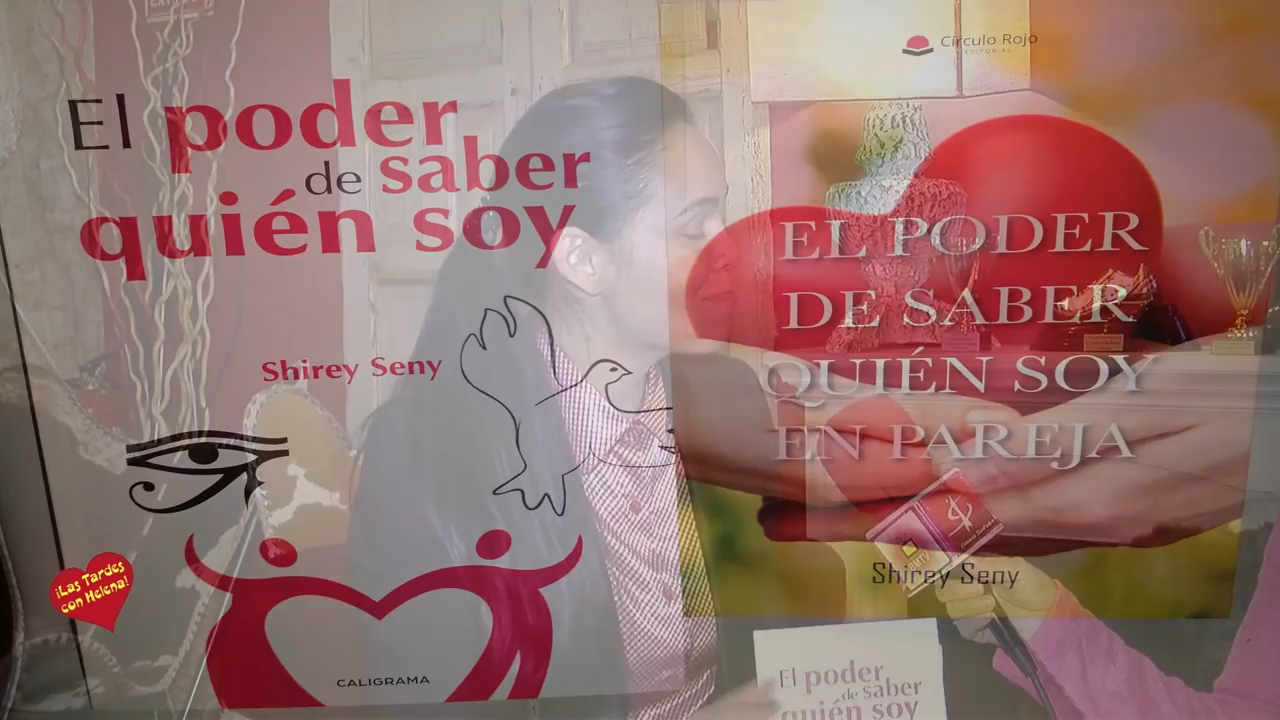 El poder
de saber
quién soy
Shirey Seny
¡Las Tardes
con Helena!
CALIGRAMA
Círculo Rojo
EDITORIAL
EL PODER
DE SABER
QUIÉN SOY
EN PAREJA
Shirey Seny
El poder
de saber
quién soy